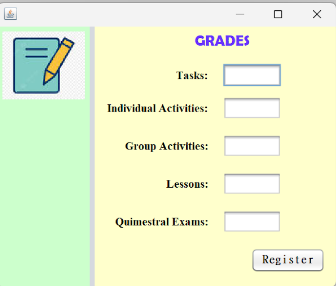 GRADES
Tasks:
Individual Activities:
Group Activities:
Lessons:
Quimestral Exams:
Register